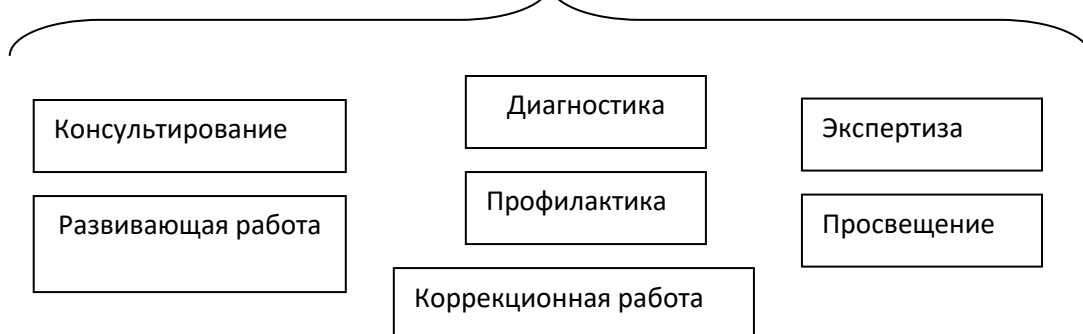 Диагностика
Консультирование
Экспертиза
Профилактика
Развивающая работа
Просвещение
Коррекционная работа